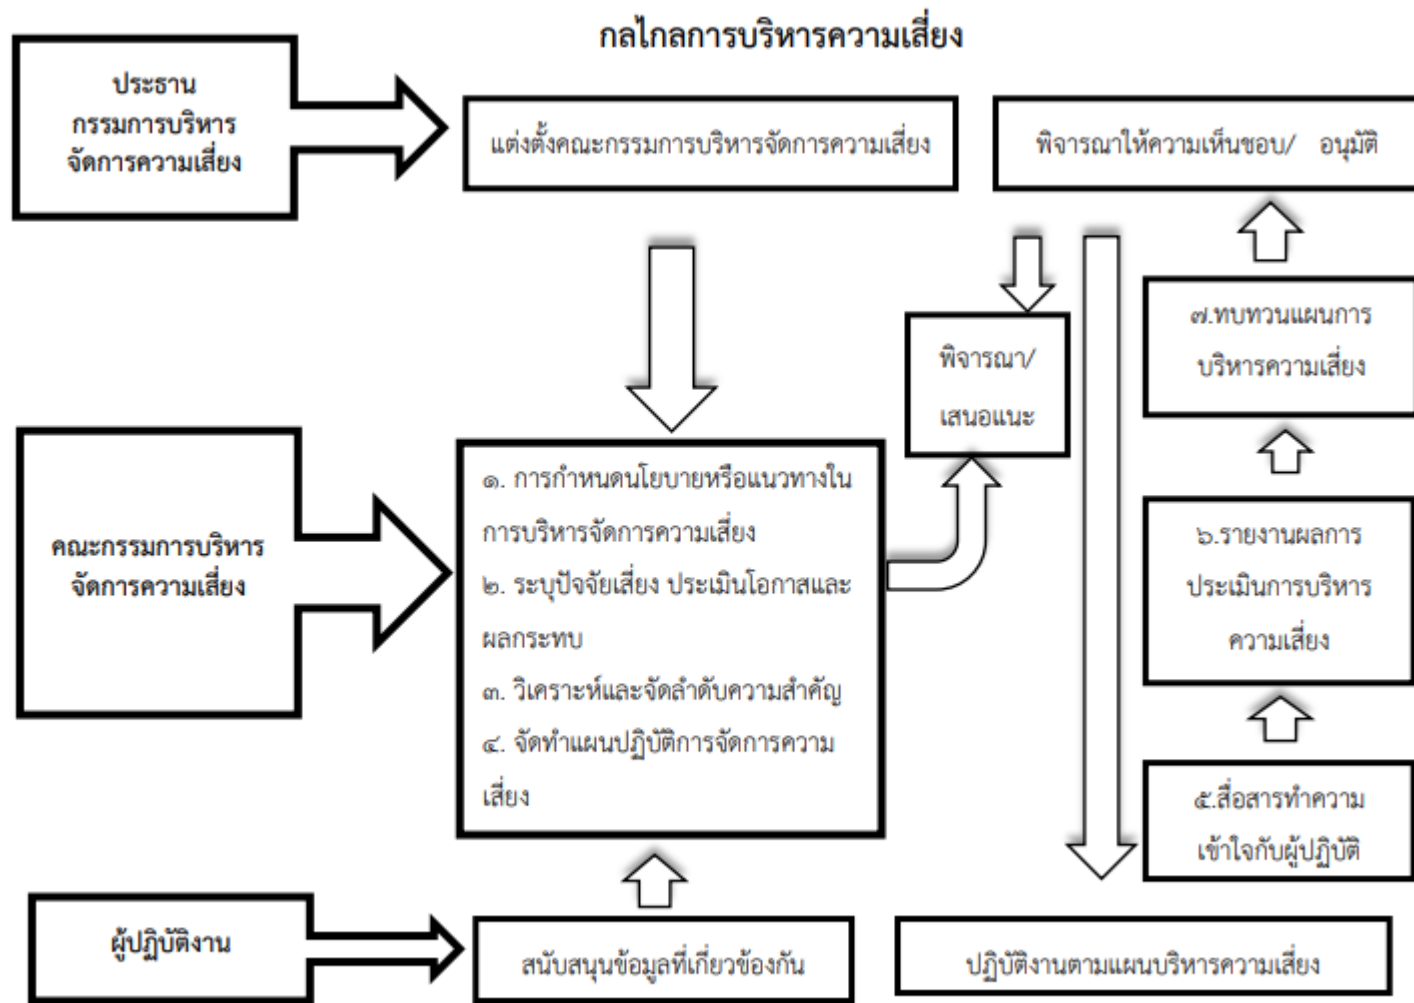 กลไกลการบริหารความเสี่ยง
ประธาน
กรรมการบริหาร
จัดการความเสี่ยง
แต่งตั้งคณะกรรมการบริหารจัดการความเสี่ยง
พิจารณาให้ความเห็นชอบ/ อนุมัติ
พิจารณา/
เสนอแนะ
๗.ทบทวนแผนการ
บริหารความเสี่ยง
คณะกรรมการบริหาร
จัดการความเสี่ยง
๑. การกำหนดนโยบายหรือแนวทางใน
การบริหารจัดการความเสี่ยง
๒. ระบุปัจจัยเสี่ยง ประเมินโอกาสและ
ผลกระทบ
๓. วิเคราะห์และจัดลำดับความสำคัญ
๔. จัดทำแผนปฏิบัติการจัดการความ
เสี่ยง
๖.รายงานผลการ
ประเมินการบริหาร
ความเสี่ยง
๕.สื่อสารทำความ
เข้าใจกับผู้ปฏิบัติ
ผู้ปฏิบัติงาน
สนับสนุนข้อมูลที่เกี่ยวข้องกัน
ปฏิบัติงานตามแผนบริหารความเสี่ยง